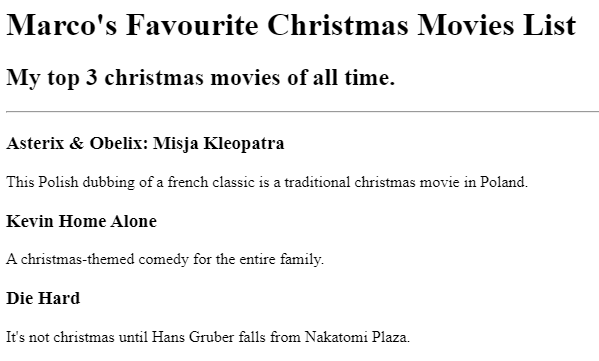 Marco's Favourite Christmas Movies List
My top 3 christmas movies of all time.
Asterix & Obelix: Misja Kleopatra
This Polish dubbing of a french classic is a traditional christmas movie in Poland.
Kevin Home Alone
A christmas-themed comedy for the entire family.
Die Hard
It's not christmas until Hans Gruber falls from Nakatomi Plaza.